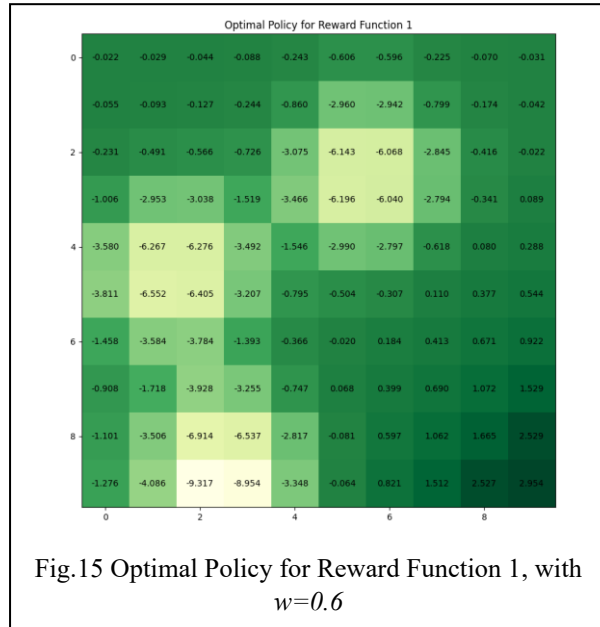 Optimal Policy for Reward Function 1
0 -0.022 -0.029 -0.044 -0.088 -0.243 -0.606 -0.596 -0.225 -0.070 -0.031
-0.055 -0.093 -0.127 -0.244 -0.860 -2.960 -2.942 -0.799 -0.174 -0.042
2 -0.231 -0.491 -0.566 -0.726 -3.075 -6.143 -6.068 -2.845 -0.416 -0.022
-1.006 -2.953 -3.038 -1.519 -3.466 -6.196 -6.040 -2.794 -0.341 0.089
4 -3.580 -6.267 -6.276 -3.492 -1.546 -2.990 -2.797 -0.618 0.080 0.288
-3.811 -6.552 -6.405 -3.207 -0.795 -0.504 -0.307 0.110 0.377 0.544
6 -1.458 -3.584 -3.784 -1.393 -0.366 -0.020 0.184 0.413 0.671 0.922
-0.908 -1.718 -3.928 -3.255 -0.747 0.068 0.399 0.690 1.072 1.529
8 -1.101 -3.506 -6.914 -6.537 -2.817 -0.081 0.597 1.062 1.665 2.529
-1.276 -4.086 -9.317 -8.954 -3.348 -0.064 0.821 1.512 2.527 2.954
0 2 4 6 8
Fig.15 Optimal Policy for Reward Function 1, with
w=0.6